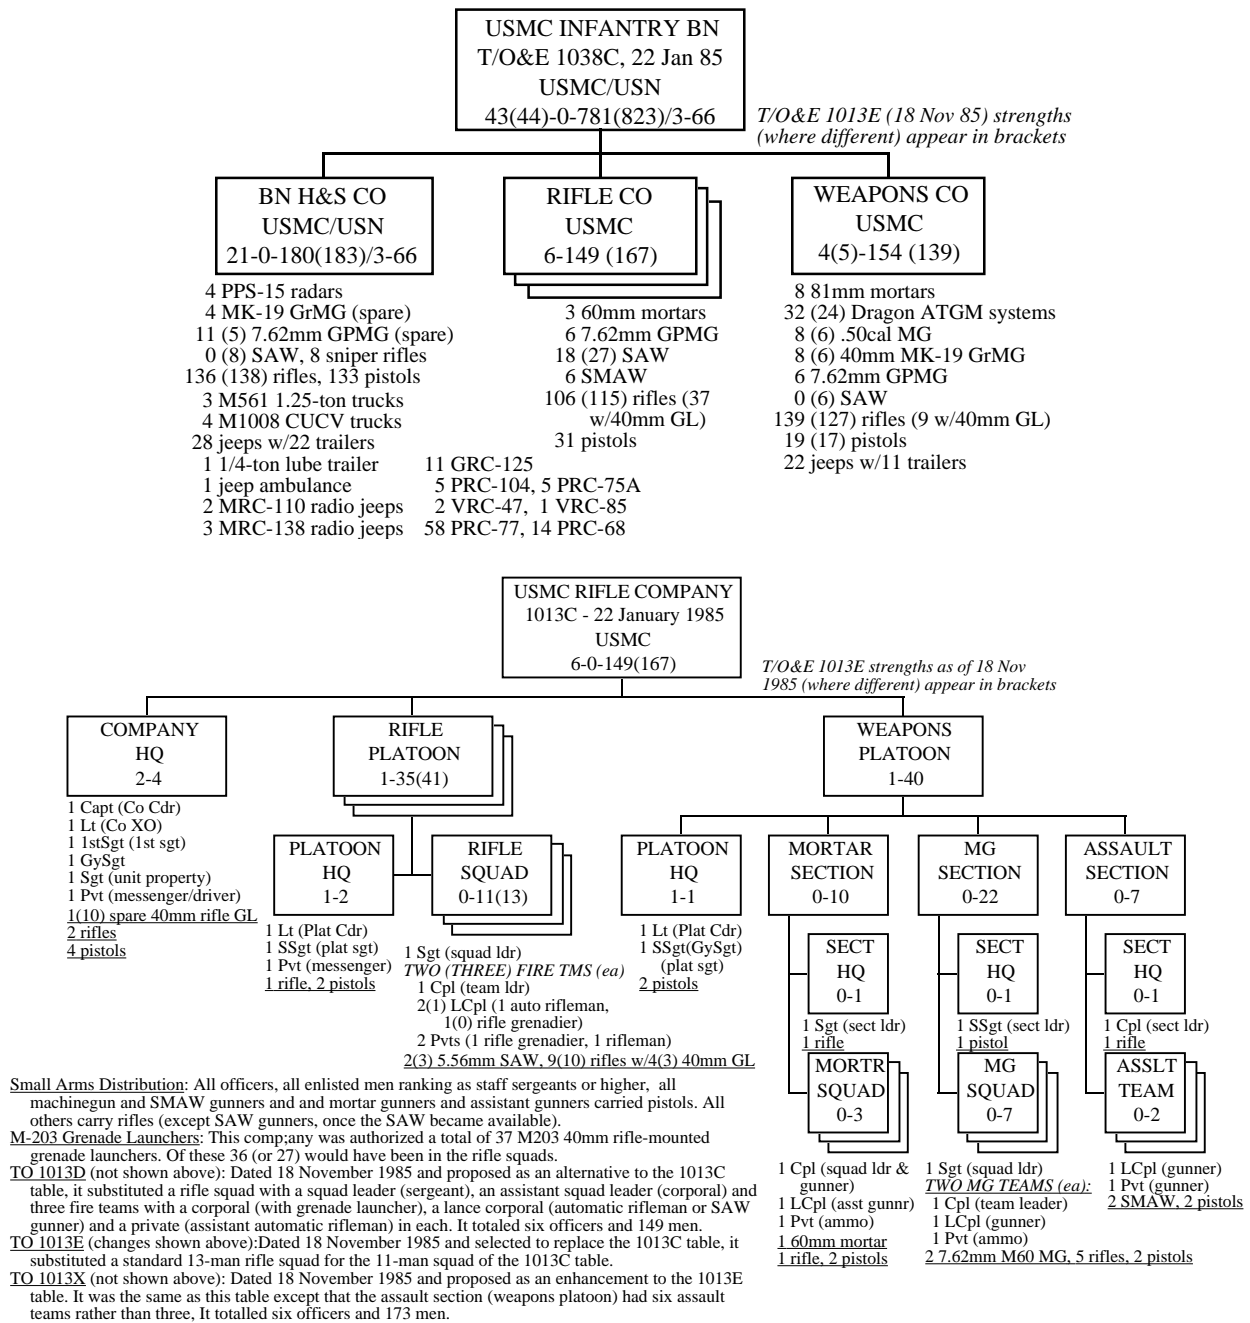 USMC INFANTRY BN
T/O&E 1038C, 22 Jan 85
USMC/USN
43(44)-0-781(823)/3-66
T/O&E 1013E (18 Nov 85) strengths
(where different) appear in brackets
BN H&S CO
USMC/USN
21-0-180(183)/3-66
4 PPS-15 radars
4 MK-19 GrMG (spare)
11 (5) 7.62mm GPMG (spare)
0 (8) SAW, 8 sniper rifles
136 (138) rifles, 133 pistols
3 M561 1.25-ton trucks
4 M1008 CUCV trucks
28 jeeps w/22 trailers
1 1/4-ton lube trailer
1 jeep ambulance
2 MRC-110 radio jeeps
3 MRC-138 radio jeeps
11 GRC-125
5 PRC-104, 5 PRC-75A
2 VRC-47, 1 VRC-85
58 PRC-77, 14 PRC-68
RIFLE CO
USMC
6-149 (167)
3 60mm mortars
6 7.62mm GPMG
18 (27) SAW
6 SMAW
106 (115) rifles (37
w/40mm GL)
31 pistols
WEAPONS CO
USMC
4(5)-154 (139)
8 81mm mortars
32 (24) Dragon ATGM systems
8 (6) .50cal MG
8 (6) 40mm MK-19 GrMG
6 7.62mm GPMG
0 (6) SAW
139 (127) rifles (9 w/40mm GL)
19 (17) pistols
22 jeeps w/11 trailers
USMC RIFLE COMPANY
1013C - 22 January 1985
USMC
6-0-149(167)
T/O&E 1013E strengths as of 18 Nov
1985 (where different) appear in brackets
COMPANY
HQ
2-4
1 Capt (Co Cdr)
1 Lt (Co XO)
1 1stSgt (1st sgt)
1 GySgt
1 Sgt (unit property)
1 Pvt (messenger/driver)
1(10) spare 40mm rifle GL
2 rifles
4 pistols
RIFLE
PLATOON
1-35(41)
PLATOON
HQ
1-2
1 Lt (Plat Cdr)
1 SSgt (plat sgt)
1 Pvt (messenger)
1 rifle, 2 pistols
RIFLE
SQUAD
0-11(13)
1 Sgt (squad ldr)
TWO (THREE) FIRE TMS (ea)
1 Cpl (team ldr)
2(1) LCpl (1 auto rifleman,
1(0) rifle grenadier)
2 Pvts (1 rifle grenadier, 1 rifleman)
2(3) 5.56mm SAW, 9(10) rifles w/4(3) 40mm GL
WEAPONS
PLATOON
1-40
PLATOON
HQ
1-1
1 Lt (Plat Cdr)
1 SSgt(GySgt)
(plat sgt)
2 pistols
MORTAR
SECTION
0-10
SECT
HQ
0-1
1 Sgt (sect ldr)
1 rifle
MORTR
SQUAD
0-3
1 Cpl (squad ldr &
gunner)
1 LCpl (asst gunnr)
1 Pvt (ammo)
1 60mm mortar
1 rifle, 2 pistols
MG
SECTION
0-22
SECT
HQ
0-1
1 SSgt (sect ldr)
1 pistol
MG
SQUAD
0-7
1 Sgt (squad ldr)
TWO MG TEAMS (ea):
1 Cpl (team leader)
1 LCpl (gunner)
1 Pvt (ammo)
2 7.62mm M60 MG, 5 rifles, 2 pistols
ASSAULT
SECTION
0-7
SECT
HQ
0-1
1 Cpl (sect ldr)
1 rifle
ASSLT
TEAM
0-2
1 LCpl (gunner)
1 Pvt (gunner)
2 SMAW, 2 pistols
Small Arms Distribution: All officers, all enlisted men ranking as staff sergeants or higher, all
machinegun and SMAW gunners and and mortar gunners and assistant gunners carried pistols. All
others carry rifles (except SAW gunners, once the SAW became available).
M-203 Grenade Launchers: This comp;any was authorized a total of 37 M203 40mm rifle-mounted
grenade launchers. Of these 36 (or 27) would have been in the rifle squads.
TO 1013D (not shown above): Dated 18 November 1985 and proposed as an alternative to the 1013C
table, it substituted a rifle squad with a squad leader (sergeant), an assistant squad leader (corporal) and
three fire teams with a corporal (with grenade launcher), a lance corporal (automatic rifleman or SAW
gunner) and a private (assistant automatic rifleman) in each. It totaled six officers and 149 men.
TO 1013E (changes shown above):Dated 18 November 1985 and selected to replace the 1013C table, it
substituted a standard 13-man rifle squad for the 11-man squad of the 1013C table.
TO 1013X (not shown above): Dated 18 November 1985 and proposed as an enhancement to the 1013E
table. It was the same as this table except that the assault section (weapons platoon) had six assault
teams rather than three, It totalled six officers and 173 men.